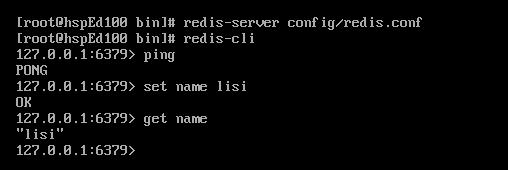 [root@hspEd100 bin]# redis-server config/redis.conf
[root@hspEd100 bin]# redis-cli
127.0.0.1:6379> ping
PONG
127.0.0.1:6379> set name lisi
OK
127.0.0.1:6379> get name
"lisi"
127.0.0.1:6379>